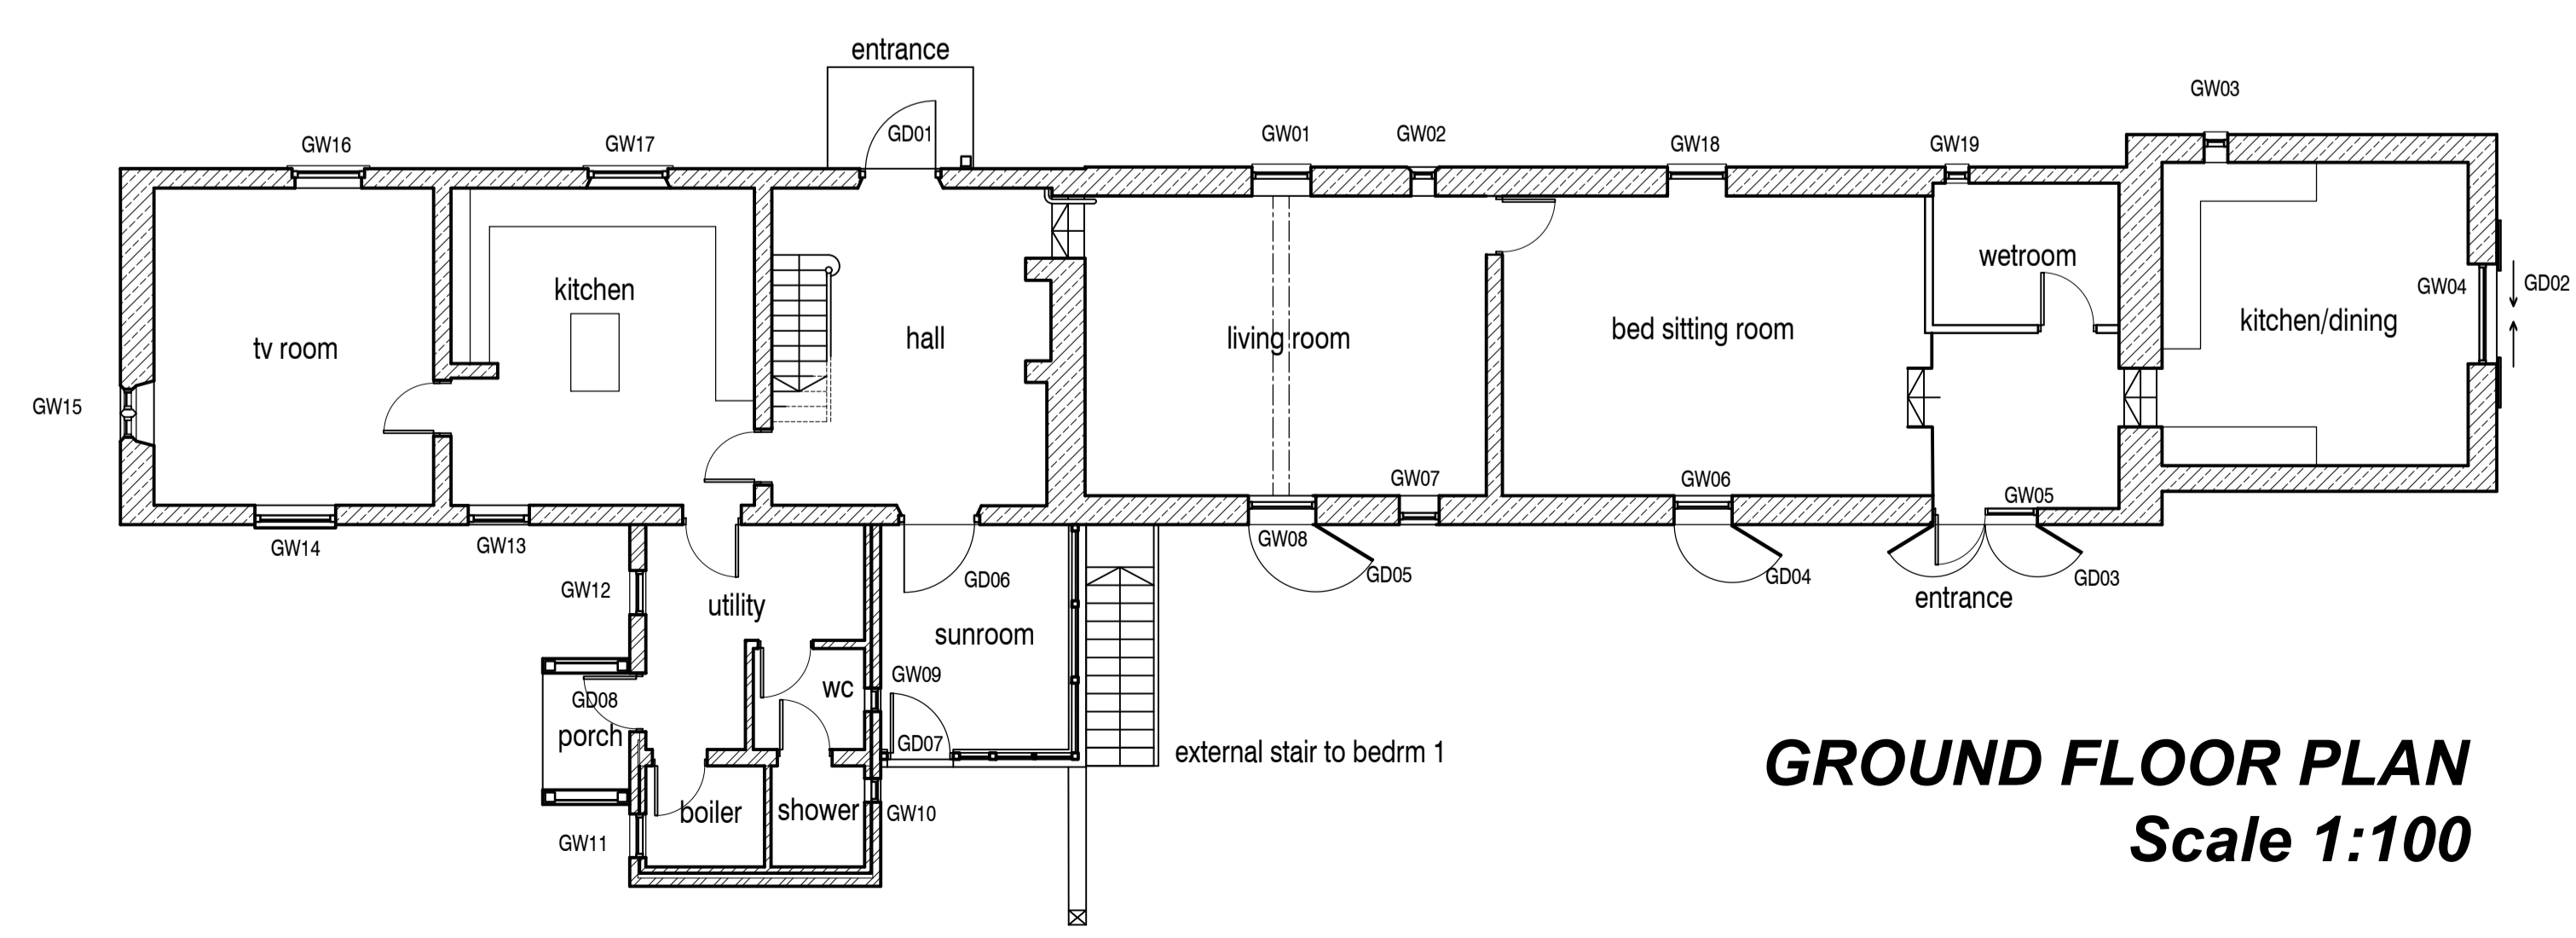 entrance
GW03
GD01
GW16
GW17
GW01
GW02
GW18
GW19
wetroom
kitchen
GW04
GD02
tv room
hall
living room
bed sitting room
kitchen/dining
GW15
GW07
GW06
GW05
GW14
GW13
GW08
GW12
GD06
GD05
GD04
GD03
utility
entrance
sunroom
GW09
wc
GD08
porch
GD07
external stair to bedrm 1
boiler
shower
GW10
GW11
GROUND FLOOR PLAN
Scale 1:100